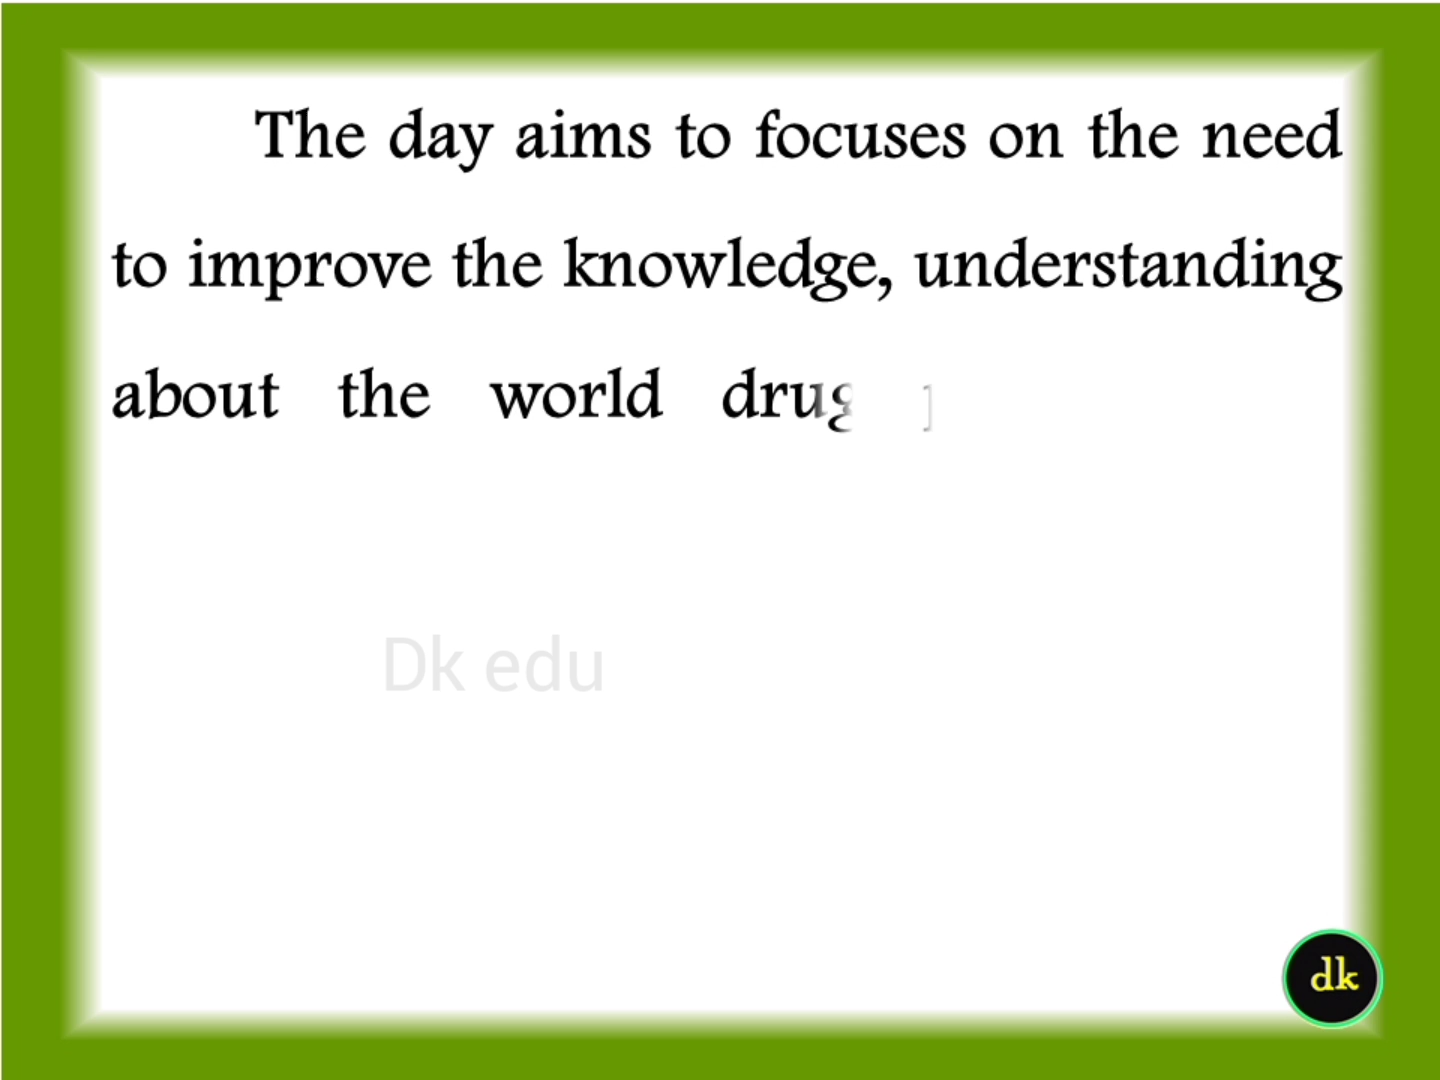 The day aims to focuses on the need
to improve the knowledge, understanding
about the world drug
Dk edu
dk